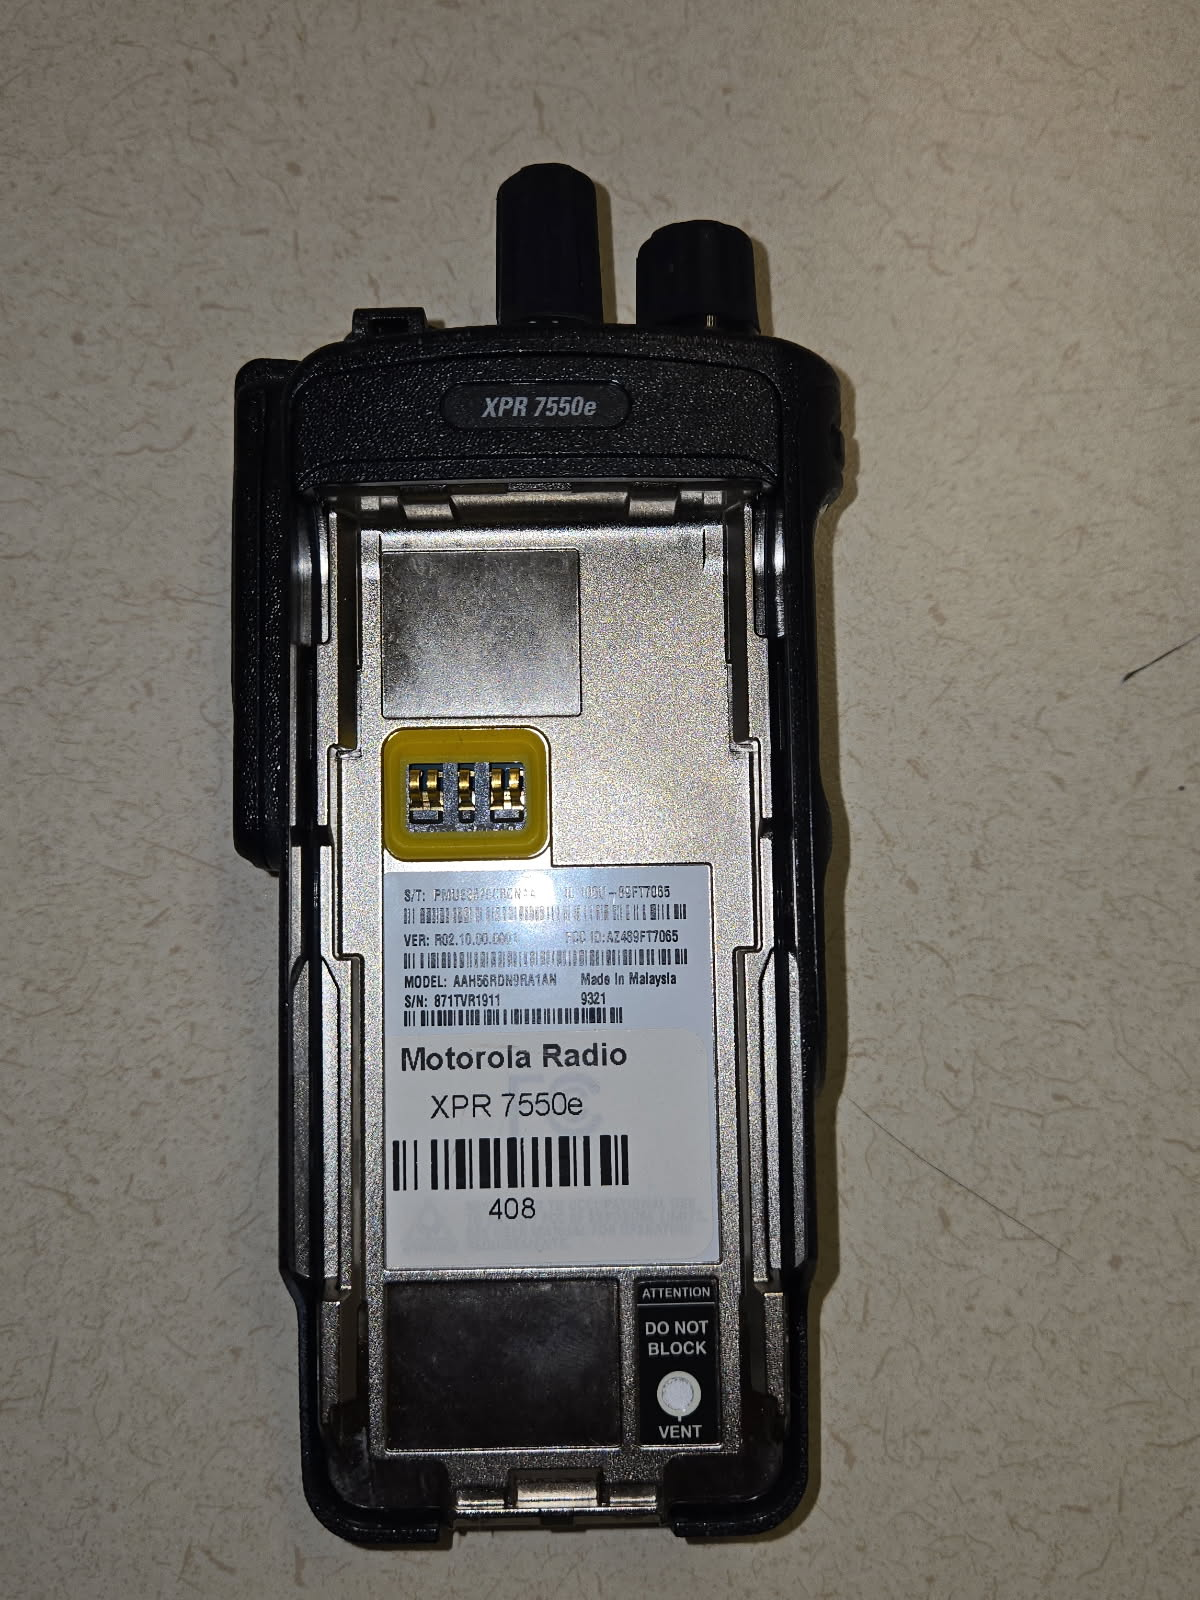 XPR 7550e
S/T: - 89FT7065
VER: R02.10.00.0001 FCC ID:AZ489FT7065
MODEL: AAH56RDN9RA1AN Made In Malaysia
S/N: 871TVR1911 9321
Motorola Radio
XPR 7550e
408
ATTENTION
DO NOT
BLOCK
VENT